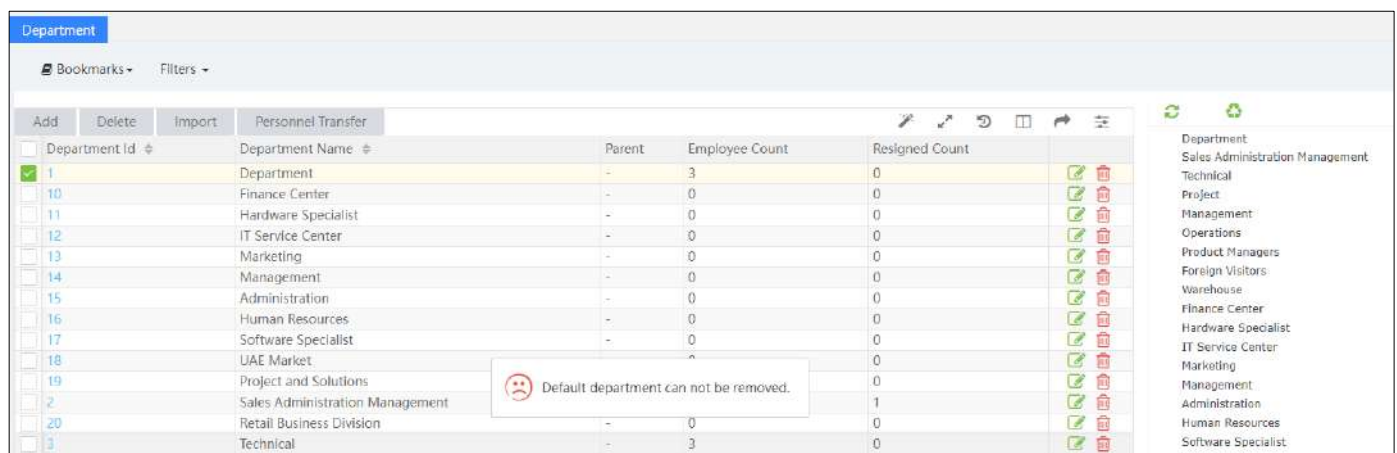 Department
Bookmarks Filters
Add Delete Import Personnel Transfer
Department Id Department Name Parent Employee Count Resigned Count
1 Department - 3 0
10 Finance Center - 0 0
11 Hardware Specialist - 0 0
12 IT Service Center - 0 0
13 Marketing - 0 0
14 Management - 0 0
15 Administration - 0 0
16 Human Resources - 0 0
17 Software Specialist - 0 0
18 UAE Market 0
19 Project and Solutions 0
Default department can not be removed.
2 Sales Administration Management 1
20 Retail Business Division - 0 0
3 Technical - 3 0
Department
Sales Administration Management
Technical
Project
Management
Operations
Product Managers
Foreign Visitors
Warehouse
Finance Center
Hardware Specialist
IT Service Center
Marketing
Management
Administration
Human Resources
Software Specialist